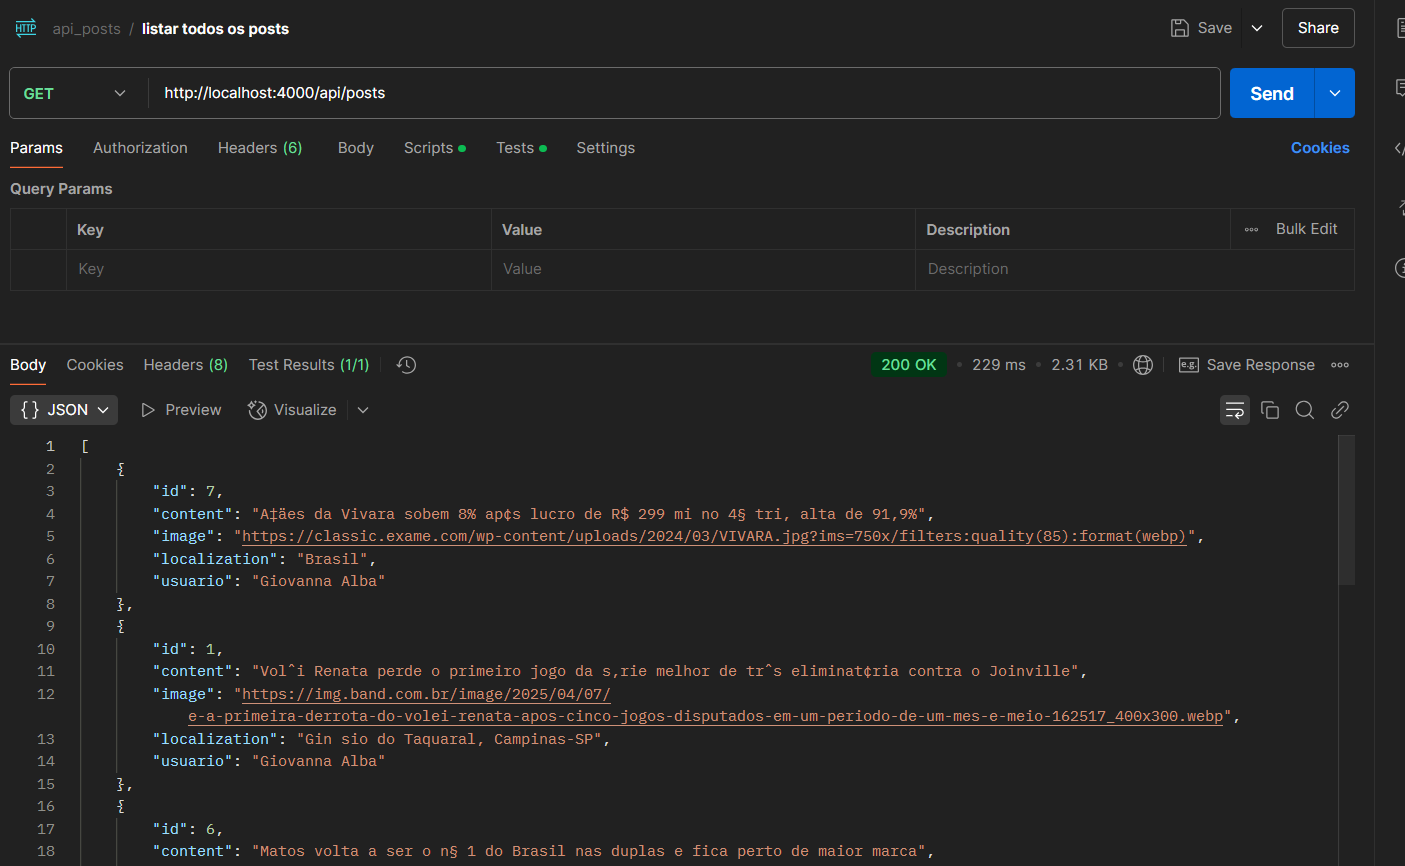 HTTP api_posts / listar todos os posts Save Share
GET http://localhost:4000/api/posts Send
Params Authorization Headers (6) Body Scripts Tests Settings Cookies
Query Params
Key Value Description Bulk Edit
Key Value Description
Body Cookies Headers (8) Test Results (1/1) 200 OK 229 ms 2.31 KB e.g. Save Response
{} JSON Preview Visualize
1 [
2 {
3 "id": 7,
4 "content": "A‡äes da Vivara sobem 8% ap¢s lucro de R$ 299 mi no 4§ tri, alta de 91,9%",
5 "image": "https://classic.exame.com/wp-content/uploads/2024/03/VIVARA.jpg?ims=750x/filters:quality(85):format(webp)",
6 "localization": "Brasil",
7 "usuario": "Giovanna Alba"
8 },
9 {
10 "id": 1,
11 "content": "Volˆi Renata perde o primeiro jogo da s‚rie melhor de trˆs eliminat¢ria contra o Joinville",
12 "image": "https://img.band.com.br/image/2025/04/07/
e-a-primeira-derrota-do-volei-renata-apos-cinco-jogos-disputados-em-um-periodo-de-um-mes-e-meio-162517_400x300.webp",
13 "localization": "Gin sio do Taquaral, Campinas-SP",
14 "usuario": "Giovanna Alba"
15 },
16 {
17 "id": 6,
18 "content": "Matos volta a ser o n§ 1 do Brasil nas duplas e fica perto de maior marca",